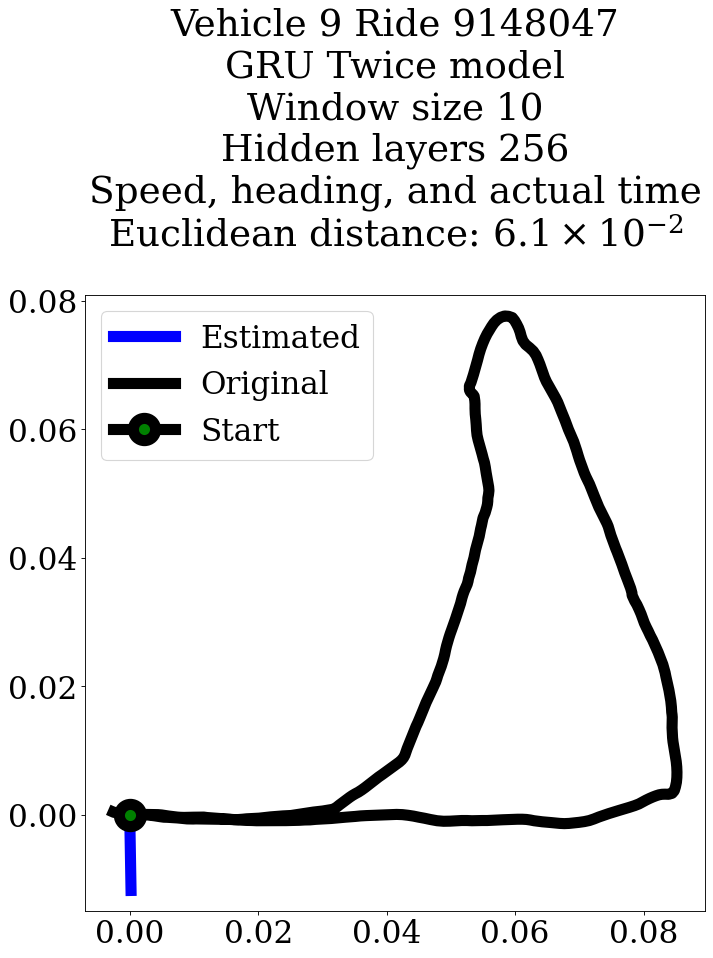 Vehicle 9 Ride 9148047
GRU Twice model
Window size 10
Hidden layers 256
Speed, heading, and actual time
Euclidean distance: 6.1 × 10⁻²
0.08
0.06
0.04
0.02
0.00
Estimated
Original
Start
0.00 0.02 0.04 0.06 0.08